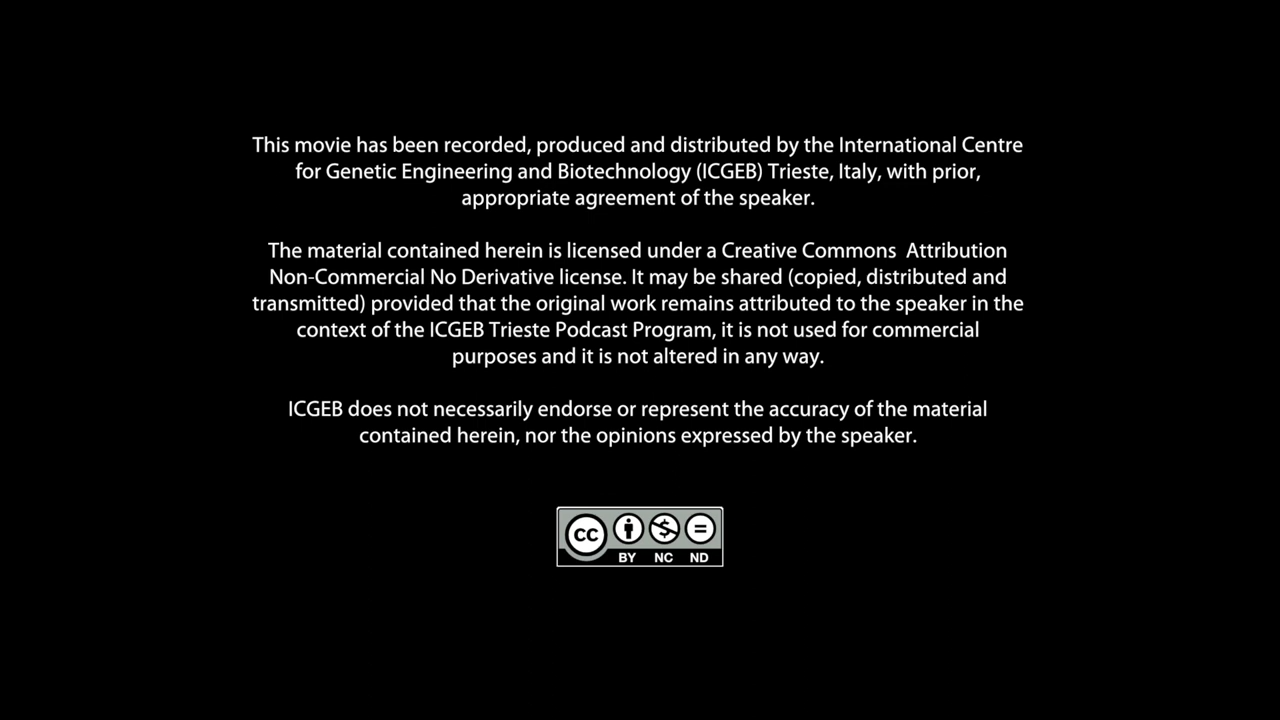 This movie has been recorded, produced and distributed by the International Centre
for Genetic Engineering and Biotechnology (ICGEB) Trieste, Italy, with prior,
appropriate agreement of the speaker.
The material contained herein is licensed under a Creative Commons  Attribution
Non-Commercial No Derivative license. It may be shared (copied, distributed and
transmitted) provided that the original work remains attributed to the speaker in the
context of the ICGEB Trieste Podcast Program, it is not used for commercial
purposes and it is not altered in any way.
ICGEB does not necessarily endorse or represent the accuracy of the material
contained herein, nor the opinions expressed by the speaker.
cc $ =
BY NC ND